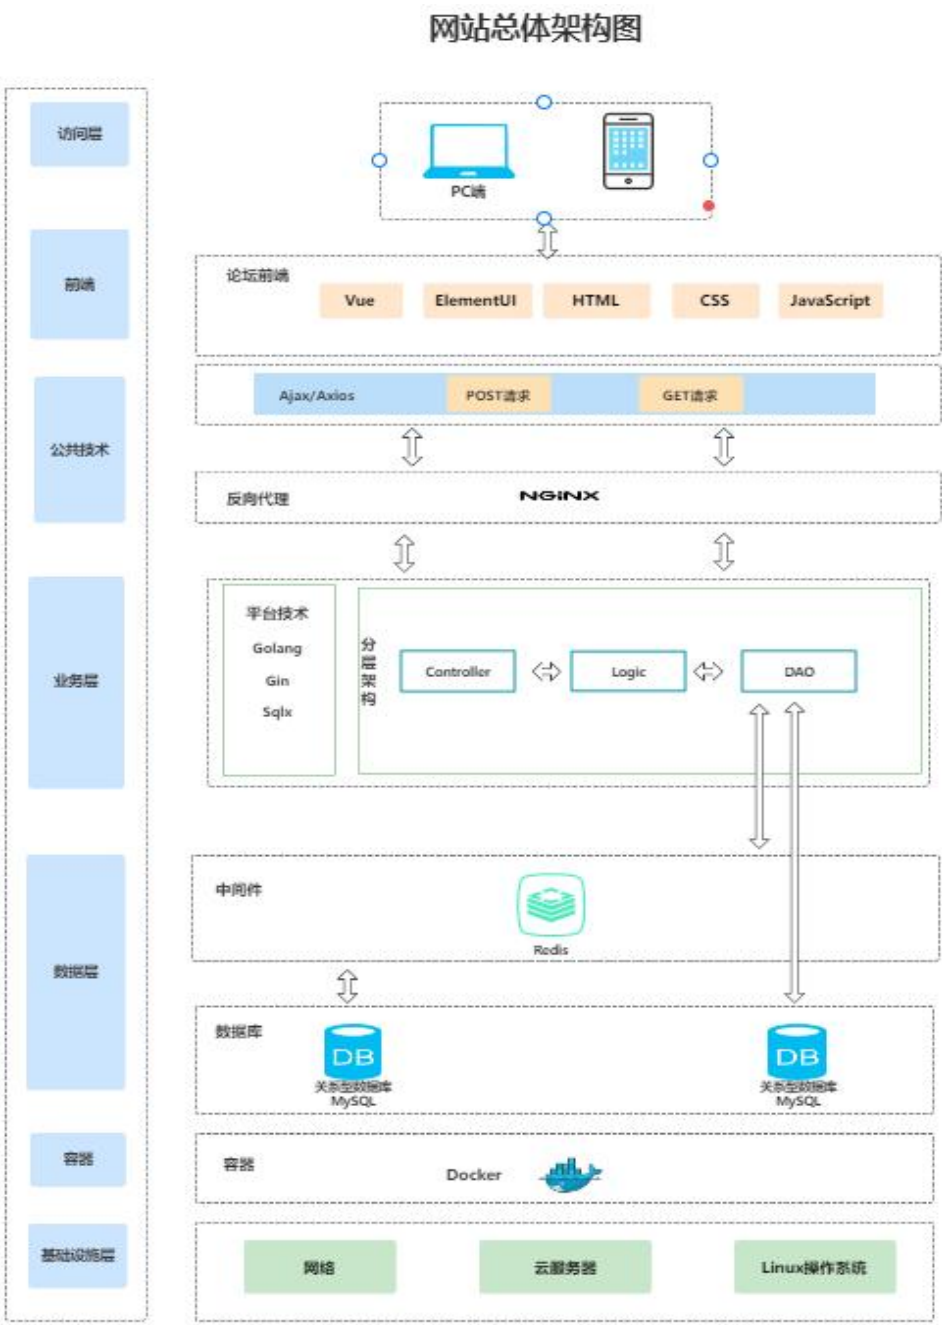 网站总体架构图
访问层
PC端
前端
论坛前端
Vue
ElementUI
HTML
CSS
JavaScript
公共技术
Ajax/Axios
POST请求
GET请求
反向代理
NGINX
业务层
平台技术
Golang
Gin
Sqlx
分层架构
Controller
Logic
DAO
数据层
中间件
Redis
数据库
DB
关系型数据库
MySQL
DB
关系型数据库
MySQL
容器
容器
Docker
基础设施层
网络
云服务器
Linux操作系统